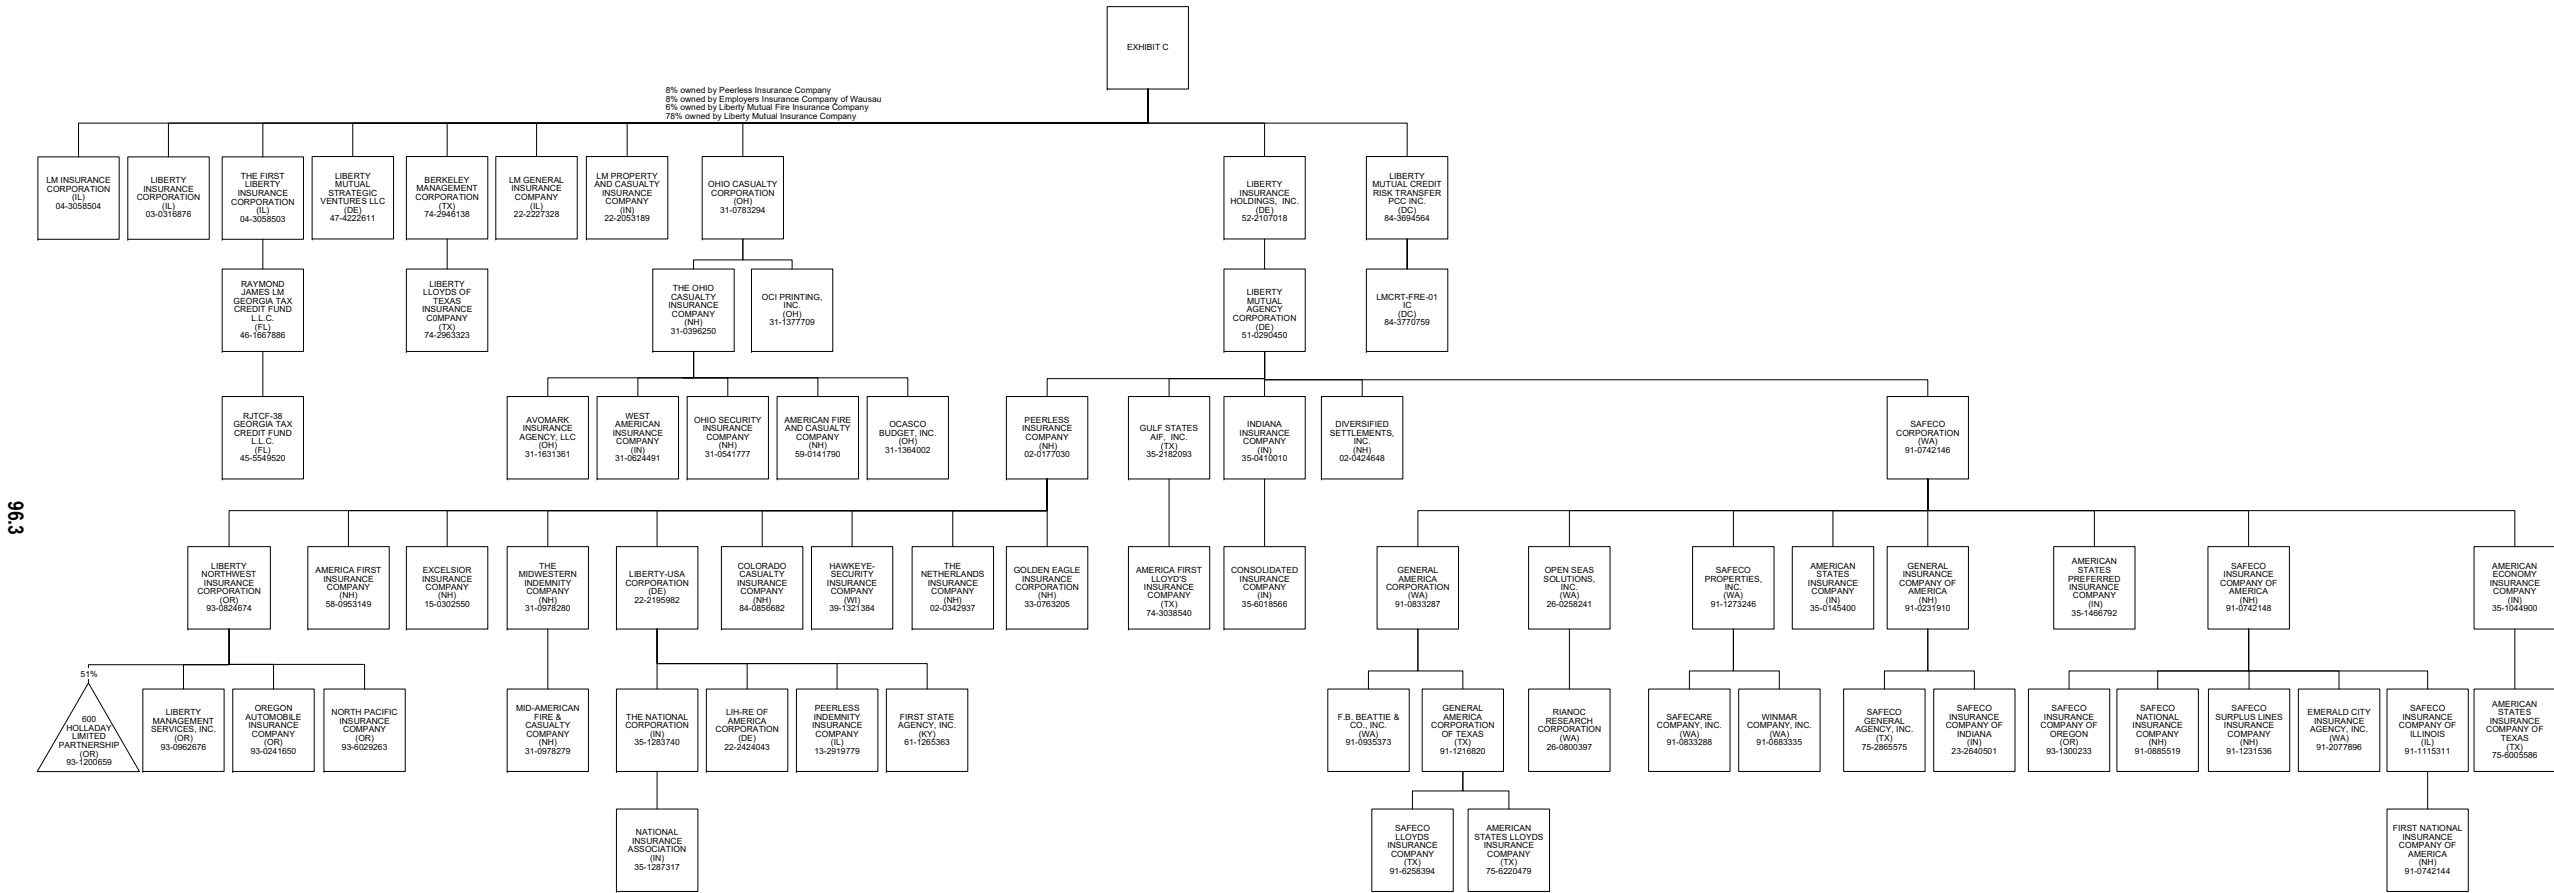 EXHIBIT C
8% owned by Peerless Insurance Company
8% owned by Employers Insurance Company of Wausau
6% owned by Liberty Mutual Fire Insurance Company
78% owned by Liberty Mutual Insurance Company
LM INSURANCE
CORPORATION
(IL)
04-3058504
LIBERTY
INSURANCE
CORPORATION
(IL)
03-0316876
THE FIRST
LIBERTY
INSURANCE
CORPORATION
(IL)
04-3058503
LIBERTY
MUTUAL
STRATEGIC
VENTURES LLC
(DE)
47-4222611
BERKELEY
MANAGEMENT
CORPORATION
(TX)
74-2946138
LM GENERAL
INSURANCE
COMPANY
(IL)
22-2227328
LM PROPERTY
AND CASUALTY
INSURANCE
COMPANY
(IN)
22-2053189
OHIO CASUALTY
CORPORATION
(OH)
31-0783294
LIBERTY
INSURANCE
HOLDINGS, INC.
(DE)
52-2107018
LIBERTY
MUTUAL CREDIT
RISK TRANSFER
PCC INC.
(DC)
84-3694564
RAYMOND
JAMES LM
GEORGIA TAX
CREDIT FUND
L.L.C.
(FL)
46-1667886
LIBERTY
LLOYDS OF
TEXAS
INSURANCE
C0MPANY
(TX)
74-2963323
THE OHIO
CASUALTY
INSURANCE
COMPANY
(NH)
31-0396250
OCI PRINTING,
INC.
(OH)
31-1377709
LIBERTY
MUTUAL
AGENCY
CORPORATION
(DE)
51-0290450
LMCRT-FRE-01
IC
(DC)
84-3770759
RJTCF-38
GEORGIA TAX
CREDIT FUND
L.L.C.
(FL)
45-5549520
AVOMARK
INSURANCE
AGENCY, LLC
(OH)
31-1631361
WEST
AMERICAN
INSURANCE
COMPANY
(IN)
31-0624491
OHIO SECURITY
INSURANCE
COMPANY
(NH)
31-0541777
AMERICAN FIRE
AND CASUALTY
COMPANY
(NH)
59-0141790
OCASCO
BUDGET, INC.
(OH)
31-1364002
PEERLESS
INSURANCE
COMPANY
(NH)
02-0177030
GULF STATES
AIF, INC.
(TX)
35-2182093
INDIANA
INSURANCE
COMPANY
(IN)
35-0410010
DIVERSIFIED
SETTLEMENTS,
INC.
(NH)
02-0424648
SAFECO
CORPORATION
(WA)
91-0742146
96.3
LIBERTY
NORTHWEST
INSURANCE
CORPORATION
(OR)
93-0824674
AMERICA FIRST
INSURANCE
COMPANY
(NH)
58-0953149
EXCELSIOR
INSURANCE
COMPANY
(NH)
15-0302550
THE
MIDWESTERN
INDEMNITY
COMPANY
(NH)
31-0978280
LIBERTY-USA
CORPORATION
(DE)
22-2195982
COLORADO
CASUALTY
INSURANCE
COMPANY
(NH)
84-0856682
HAWKEYE-
SECURITY
INSURANCE
COMPANY
(WI)
39-1321384
THE
NETHERLANDS
INSURANCE
COMPANY
(NH)
02-0342937
GOLDEN EAGLE
INSURANCE
CORPORATION
(NH)
33-0763205
AMERICA FIRST
LLOYD'S
INSURANCE
COMPANY
(TX)
74-3038540
CONSOLIDATED
INSURANCE
COMPANY
(IN)
35-6018566
GENERAL
AMERICA
CORPORATION
(WA)
91-0833287
OPEN SEAS
SOLUTIONS,
INC.
(WA)
26-0258241
SAFECO
PROPERTIES,
INC.
(WA)
91-1273246
AMERICAN
STATES
INSURANCE
COMPANY
(IN)
35-0145400
GENERAL
INSURANCE
COMPANY OF
AMERICA
(NH)
91-0231910
AMERICAN
STATES
PREFERRED
INSURANCE
COMPANY
(IN)
35-1466792
SAFECO
INSURANCE
COMPANY OF
AMERICA
(NH)
91-0742148
AMERICAN
ECONOMY
INSURANCE
COMPANY
(IN)
35-1044900
51%
600
HOLLADAY
LIMITED
PARTNERSHIP
(OR)
93-1200659
LIBERTY
MANAGEMENT
SERVICES, INC.
(OR)
93-0962676
OREGON
AUTOMOBILE
INSURANCE
COMPANY
(OR)
93-0241650
NORTH PACIFIC
INSURANCE
COMPANY
(OR)
93-6029263
MID-AMERICAN
FIRE &
CASUALTY
COMPANY
(NH)
31-0978279
THE NATIONAL
CORPORATION
(IN)
35-1283740
LIH-RE OF
AMERICA
CORPORATION
(DE)
22-2424043
PEERLESS
INDEMNITY
INSURANCE
COMPANY
(IL)
13-2919779
FIRST STATE
AGENCY, INC.
(KY)
61-1265363
F.B. BEATTIE &
CO., INC.
(WA)
91-0935373
GENERAL
AMERICA
CORPORATION
OF TEXAS
(TX)
91-1216820
RIANOC
RESEARCH
CORPORATION
(WA)
26-0800397
SAFECARE
COMPANY, INC.
(WA)
91-0833288
WINMAR
COMPANY, INC.
(WA)
91-0683335
SAFECO
GENERAL
AGENCY, INC.
(TX)
75-2865575
SAFECO
INSURANCE
COMPANY OF
INDIANA
(IN)
23-2640501
SAFECO
INSURANCE
COMPANY OF
OREGON
(OR)
93-1300233
SAFECO
NATIONAL
INSURANCE
COMPANY
(NH)
91-0885519
SAFECO
SURPLUS LINES
INSURANCE
COMPANY
(NH)
91-1231536
EMERALD CITY
INSURANCE
AGENCY, INC.
(WA)
91-2077896
SAFECO
INSURANCE
COMPANY OF
ILLINOIS
(IL)
91-1115311
AMERICAN
STATES
INSURANCE
COMPANY OF
TEXAS
(TX)
75-6005586
NATIONAL
INSURANCE
ASSOCIATION
(IN)
35-1287317
SAFECO
LLOYDS
INSURANCE
COMPANY
(TX)
91-6258394
AMERICAN
STATES LLOYDS
INSURANCE
COMPANY
(TX)
75-6220479
FIRST NATIONAL
INSURANCE
COMPANY OF
AMERICA
(NH)
91-0742144